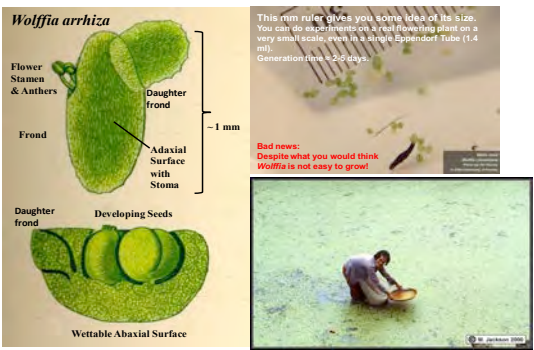 Wolffia arrhiza
Flower
Stamen
& Anthers
Daughter
frond
Frond
~1 mm
Adaxial
Surface
with
Stoma
Daughter
frond
Developing Seeds
Wettable Abaxial Surface
This mm ruler gives you some idea of its size.
You can do experiments on a real flowering plant on a
very small scale, even in a single Eppendorf Tube (1.4
ml).
Generation time = 2-5 days.
Bad news:
Despite what you would think
Wolffia is not easy to grow!
© W. Jackson 2008